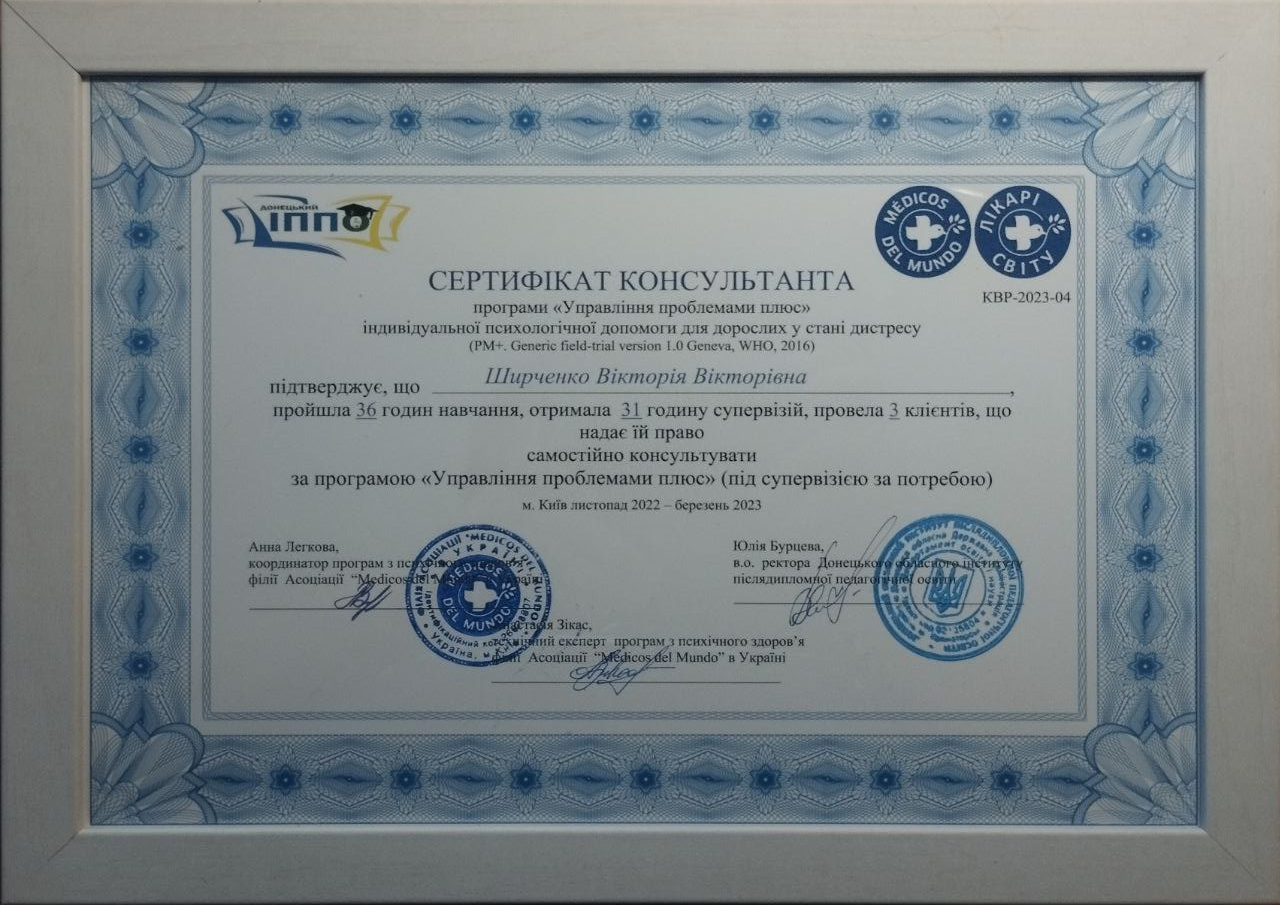 ДОНЕЦЬКИЙ
ІППО
MÉDICOS DEL MUNDO
ЛІКАРІ СВІТУ
КВР-2023-04
СЕРТИФІКАТ КОНСУЛЬТАНТА
програми «Управління проблемами плюс»
індивідуальної психологічної допомоги для дорослих у стані дистресу
(PM+. Generic field-trial version 1.0 Geneva, WHO, 2016)
підтверджує, що Ширченко Вікторія Вікторівна,
пройшла 36 годин навчання, отримала 31 годину супервізій, провела 3 клієнтів, що
надає їй право
самостійно консультувати
за програмою «Управління проблемами плюс» (під супервізією за потребою)
м. Київ листопад 2022 – березень 2023
Анна Легкова,
координатор програм з
філії Асоціації “Medicos del Mundo” в Україні
MÉDICOS DEL MUNDO
Юлія Бурцева,
в.о. ректора Донецького обласного інституту
післядипломної педагогічної освіти
Анастасія Зікас,
технічний експерт програм з психічного здоров’я
філії Асоціації “Medicos del Mundo” в Україні